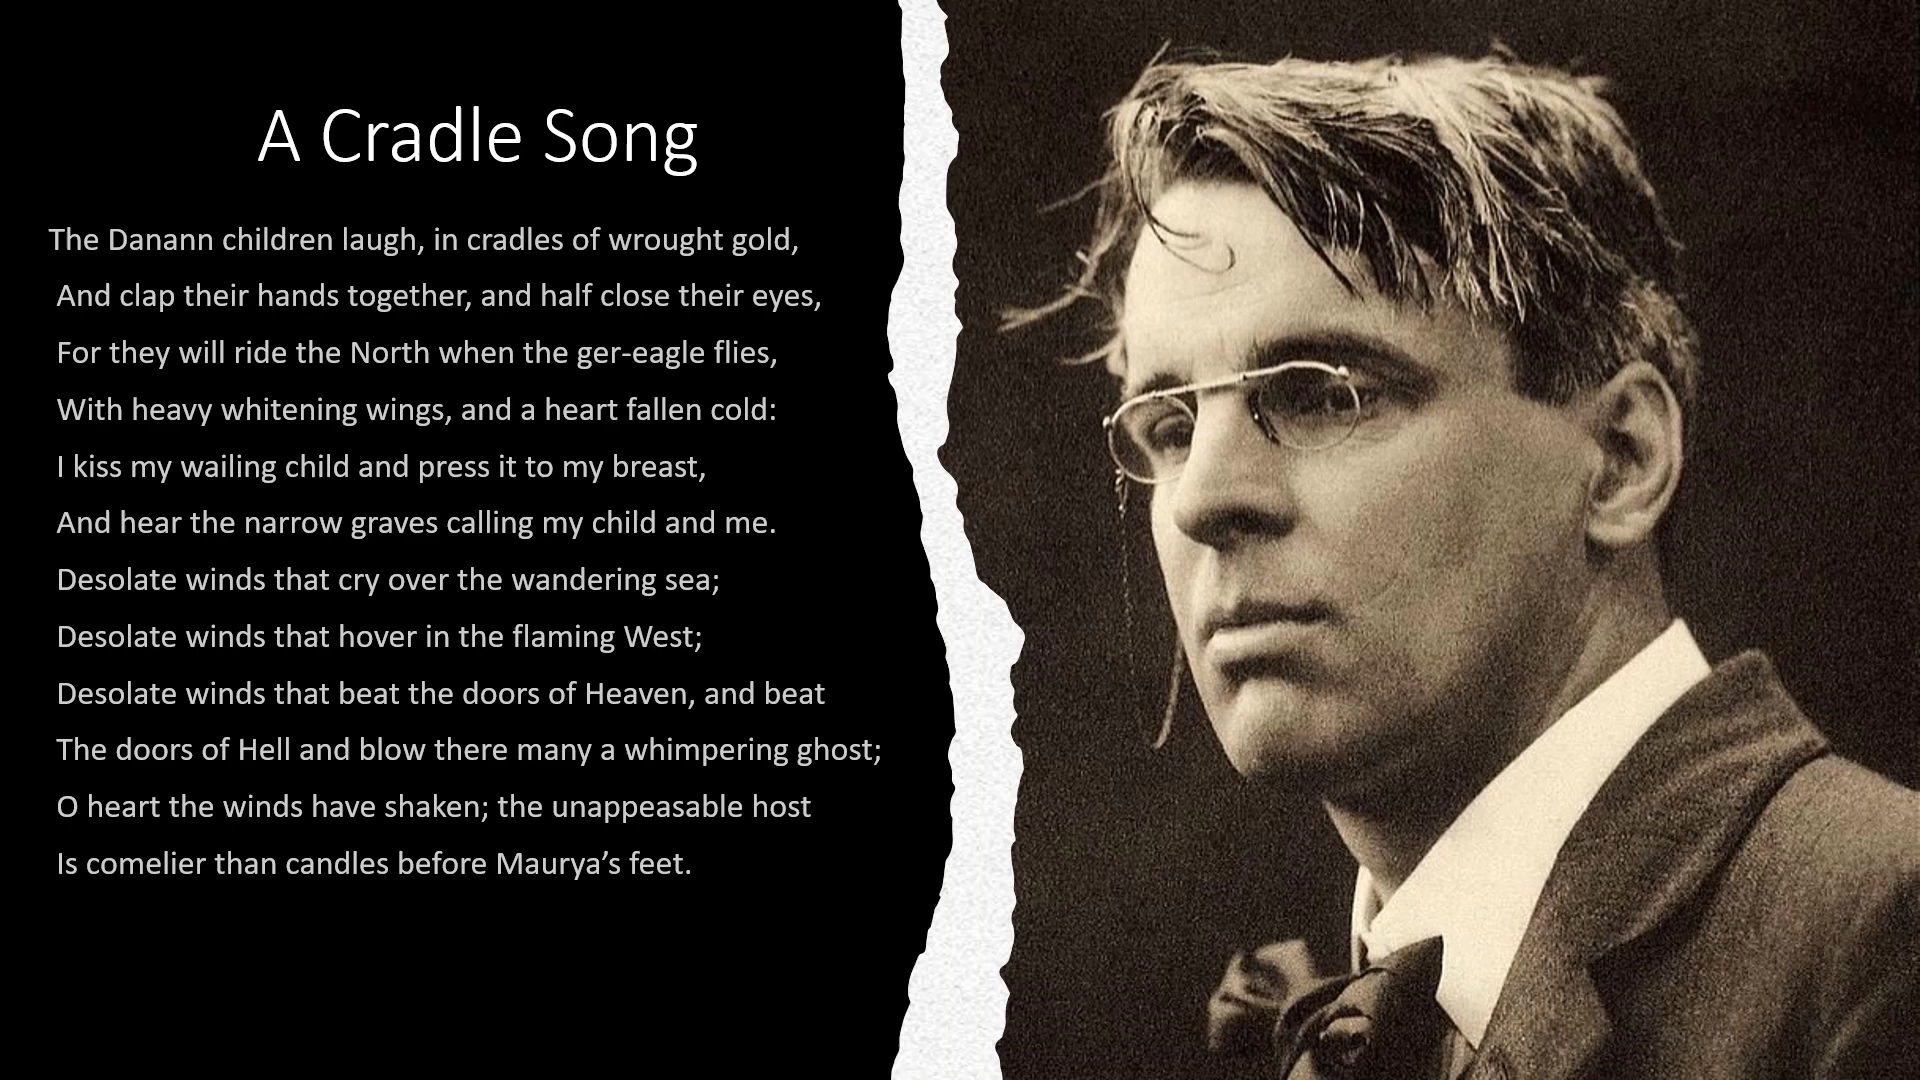 A Cradle Song
The Danann children laugh, in cradles of wrought gold,
And clap their hands together, and half close their eyes,
For they will ride the North when the ger-eagle flies,
With heavy whitening wings, and a heart fallen cold:
I kiss my wailing child and press it to my breast,
And hear the narrow graves calling my child and me.
Desolate winds that cry over the wandering sea;
Desolate winds that hover in the flaming West;
Desolate winds that beat the doors of Heaven, and beat
The doors of Hell and blow there many a whimpering ghost;
O heart the winds have shaken; the unappeasable host
Is comelier than candles before Maurya’s feet.